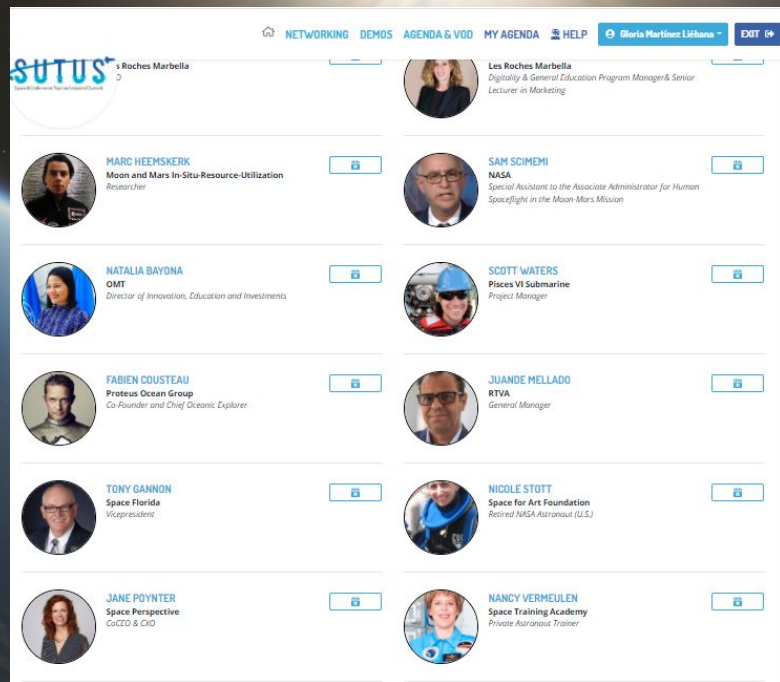 NETWORKING DEMOS AGENDA & VOD MY AGENDA HELP Gloria Martínez Liébana EXIT
SUTUS
Space & Underwater Tourism Universal Summit
Roches Marbella
Les Roches Marbella
Digitality & General Education Program Manager& Senior
Lecturer in Marketing
MARC HEEMSKERK
Moon and Mars In-Situ-Resource-Utilization
Researcher
SAM SCIMEMI
NASA
Special Assistant to the Associate Administrator for Human
Spaceflight in the Moon-Mars Mission
NATALIA BAYONA
OMT
Director of Innovation, Education and Investments
SCOTT WATERS
Pisces VI Submarine
Project Manager
FABIEN COUSTEAU
Proteus Ocean Group
Co-Founder and Chief Oceanic Explorer
JUANDE MELLADO
RTVA
General Manager
TONY GANNON
Space Florida
Vicepresident
NICOLE STOTT
Space for Art Foundation
Retired NASA Astronaut (U.S.)
JANE POYNTER
Space Perspective
CoCEO & CXO
NANCY VERMEULEN
Space Training Academy
Private Astronaut Trainer